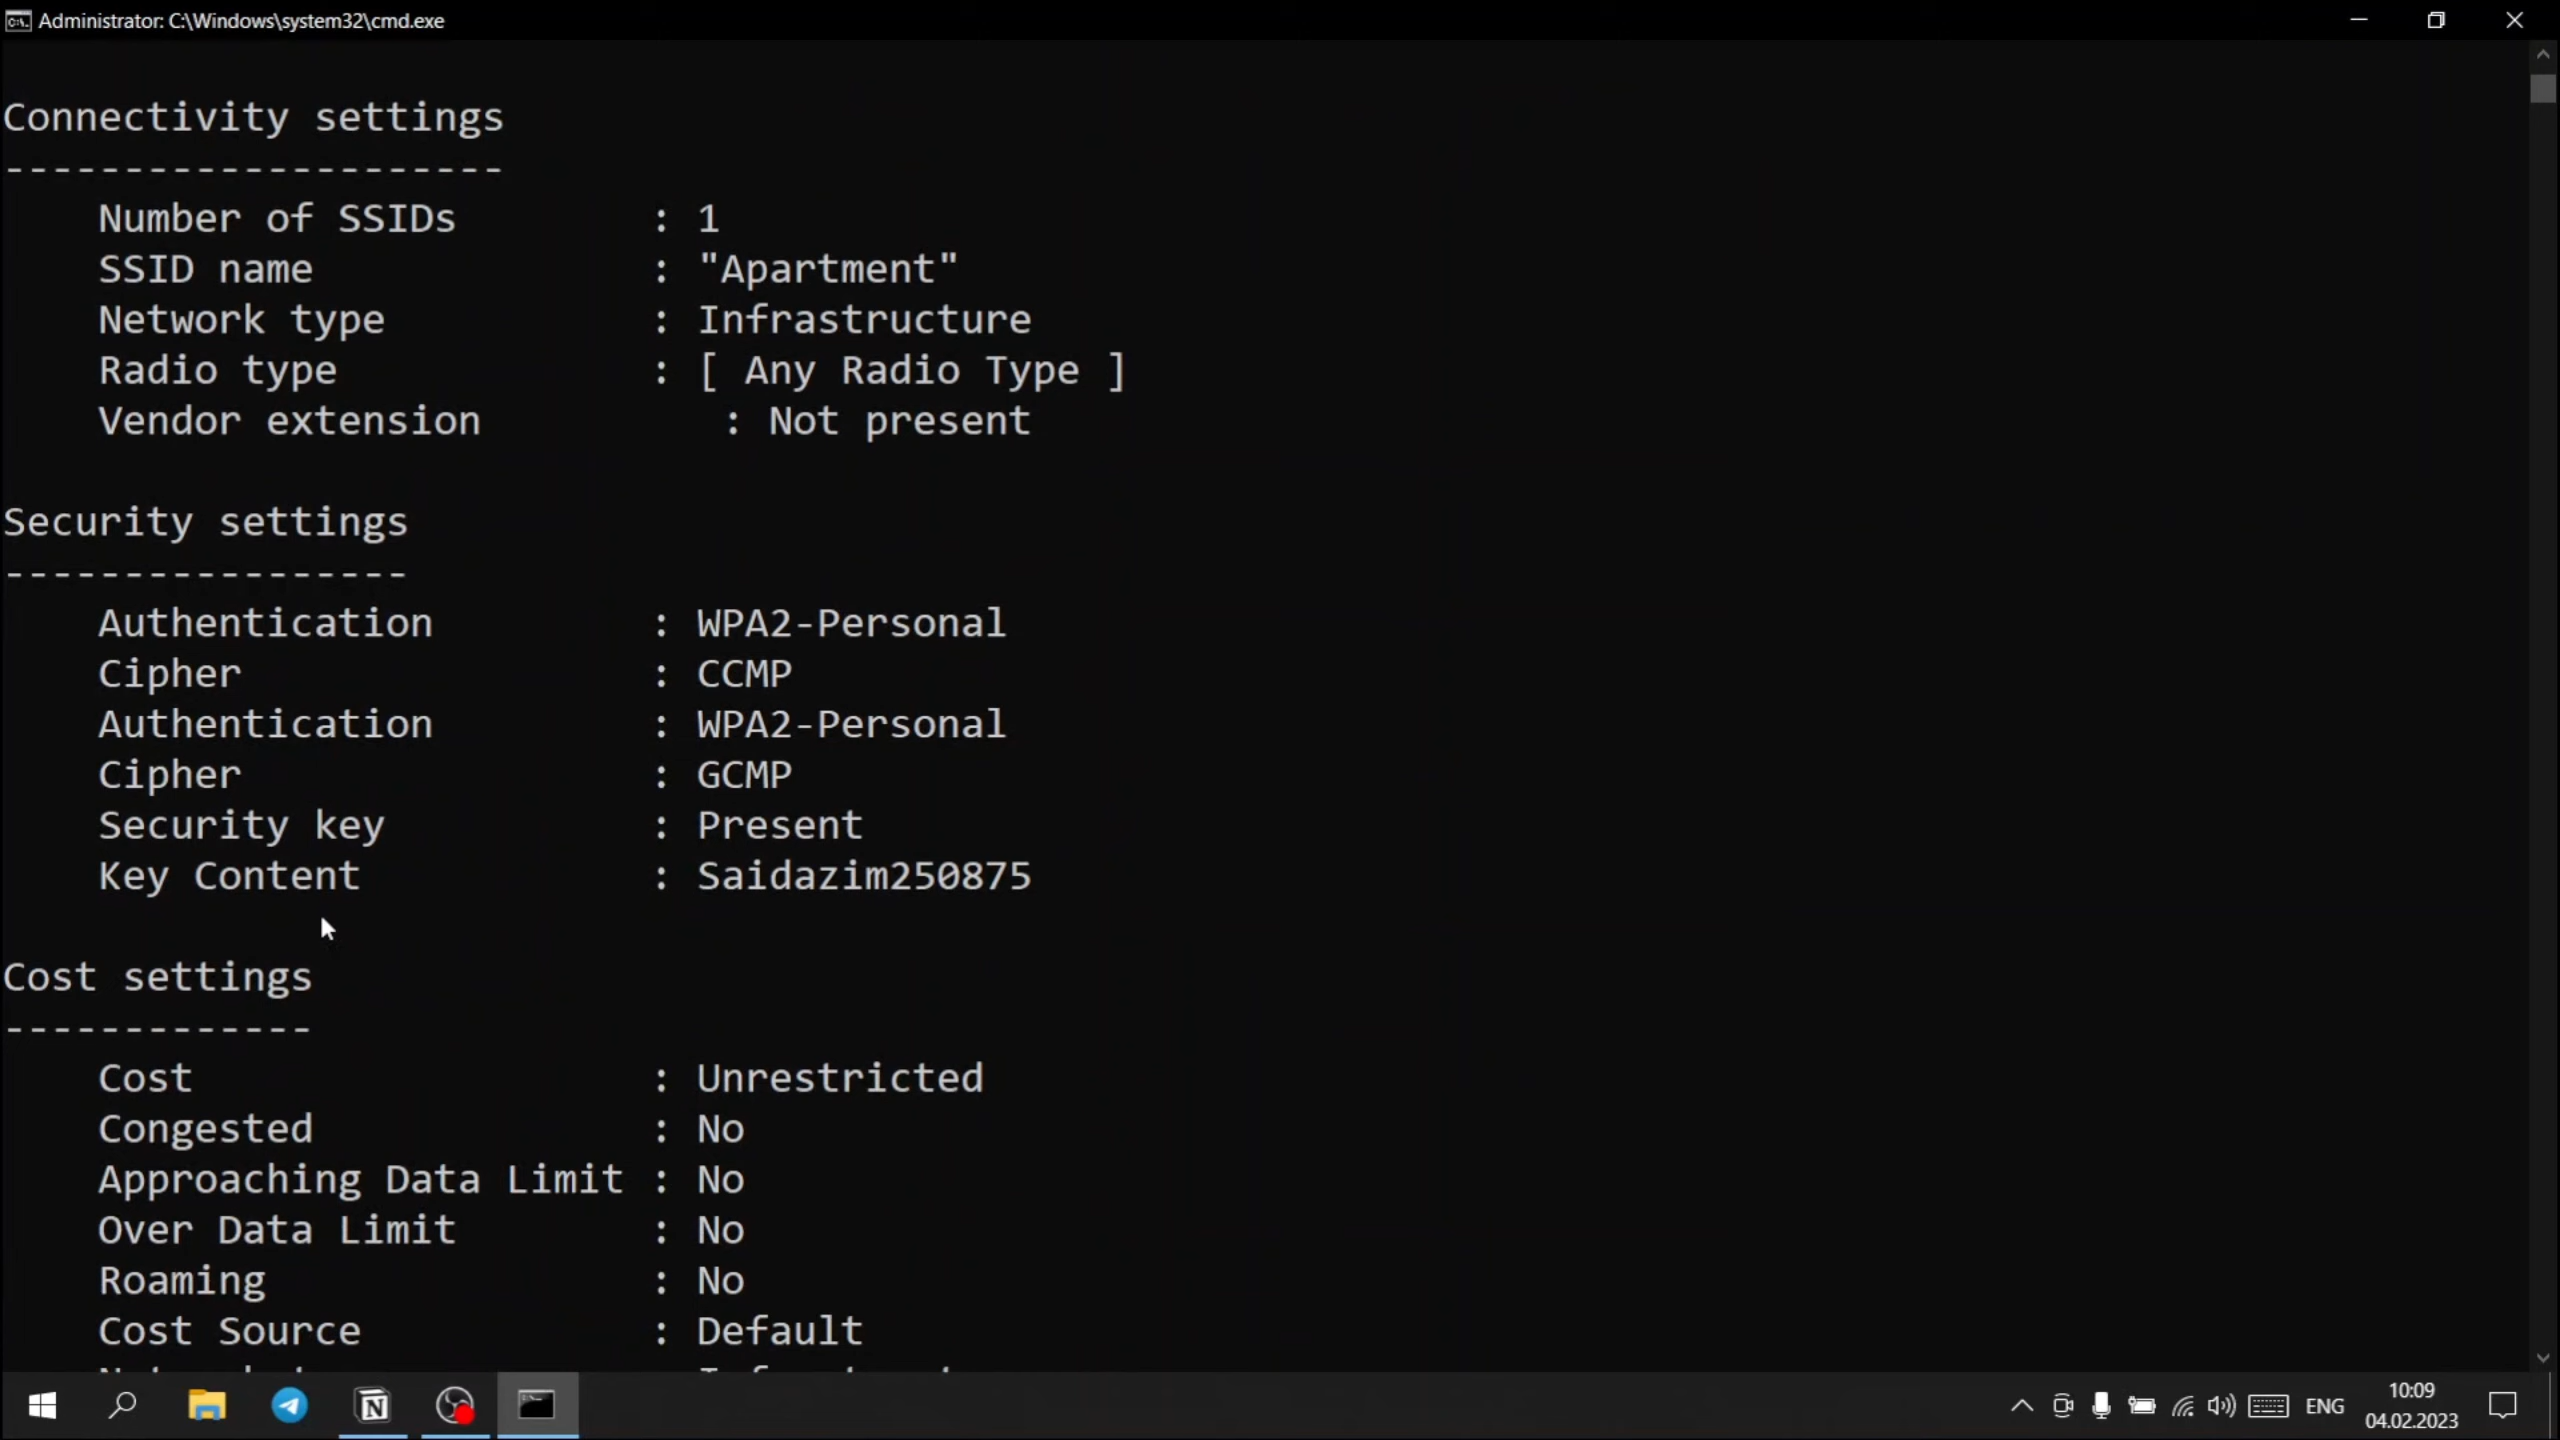 Administrator: C:\Windows\system32\cmd.exe
Connectivity settings
---------------------
Number of SSIDs : 1
SSID name : "Apartment"
Network type : Infrastructure
Radio type : [ Any Radio Type ]
Vendor extension : Not present
Security settings
-----------------
Authentication : WPA2-Personal
Cipher : CCMP
Authentication : WPA2-Personal
Cipher : GCMP
Security key : Present
Key Content : Saidazim250875
Cost settings
-------------
Cost : Unrestricted
Congested : No
Approaching Data Limit : No
Over Data Limit : No
Roaming : No
Cost Source : Default
ENG
10:09
04.02.2023